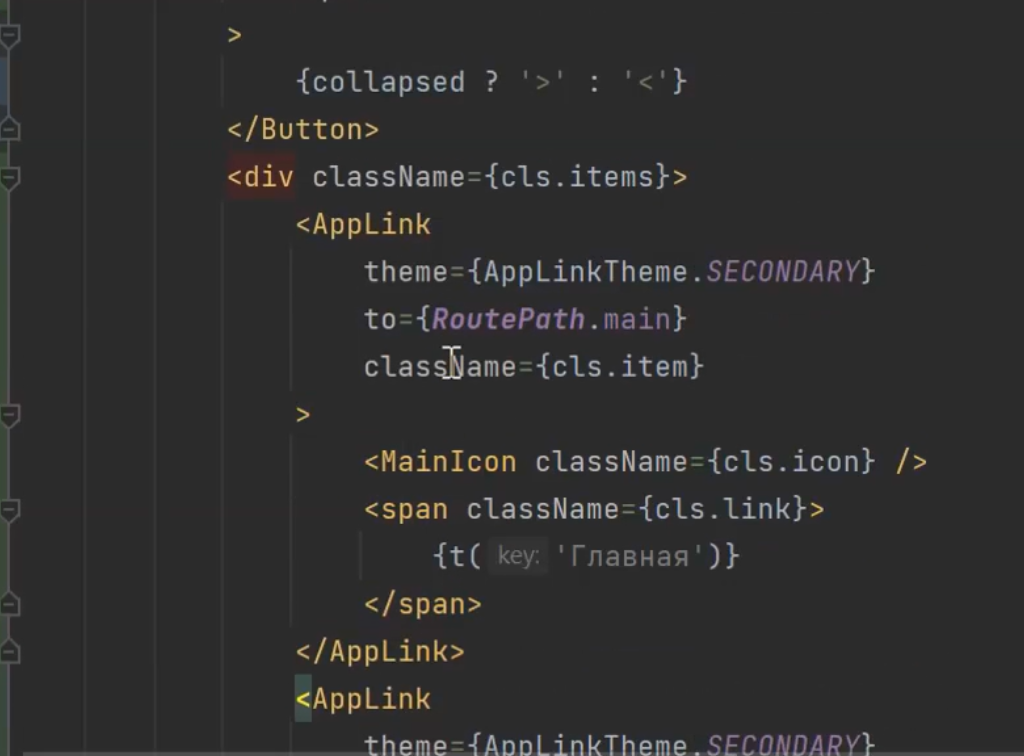 >
{collapsed ? '>' : '<'}
</Button>
<div className={cls.items}>
<AppLink
theme={AppLinkTheme.SECONDARY}
to={RoutePath.main}
className={cls.item}
>
<MainIcon className={cls.icon} />
<span className={cls.link}>
{t( key: 'Главная')}
</span>
</AppLink>
<AppLink
theme={AppLinkTheme.SECONDARY}